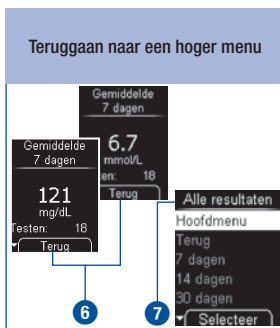 Teruggaan naar een hoger menu
Gemiddelde
7 dagen
6.7
mmol/L
en: 18
Terug
Gemiddelde
7 dagen
121
mg/dL
Testen: 18
Terug
6
7
Alle resultaten
Hoofdmenu
Terug
7 dagen
14 dagen
30 dagen
Selecteer